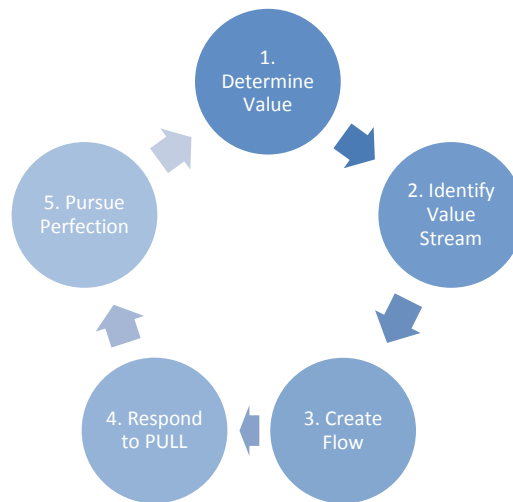 1.
Determine
Value
2. Identify
Value
Stream
3. Create
Flow
4. Respond
to PULL
5. Pursue
Perfection